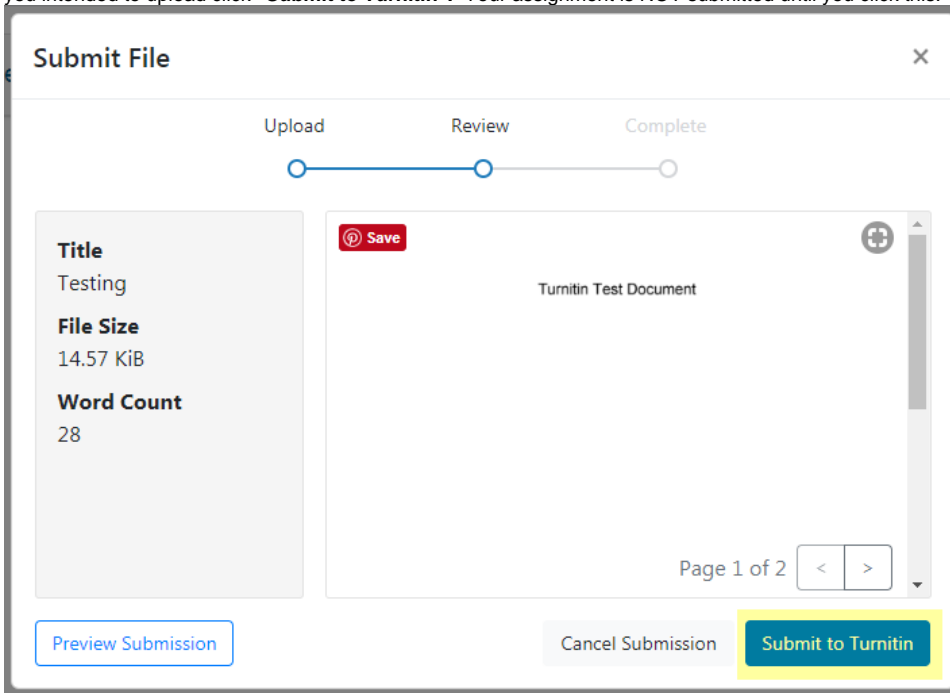 Submit File ×
Upload Review Complete
Title
Testing
File Size
14.57 KiB
Word Count
28
Save
Turnitin Test Document
Page 1 of 2 < >
Preview Submission Cancel Submission Submit to Turnitin